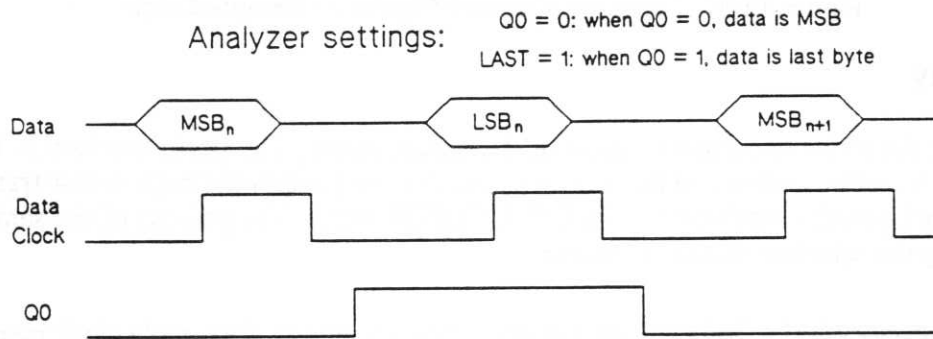 Analyzer settings:
Q0 = 0: when Q0 = 0, data is MSB
LAST = 1: when Q0 = 1, data is last byte
Data
MSBn
LSBn
MSBn+1
Data
Clock
Q0